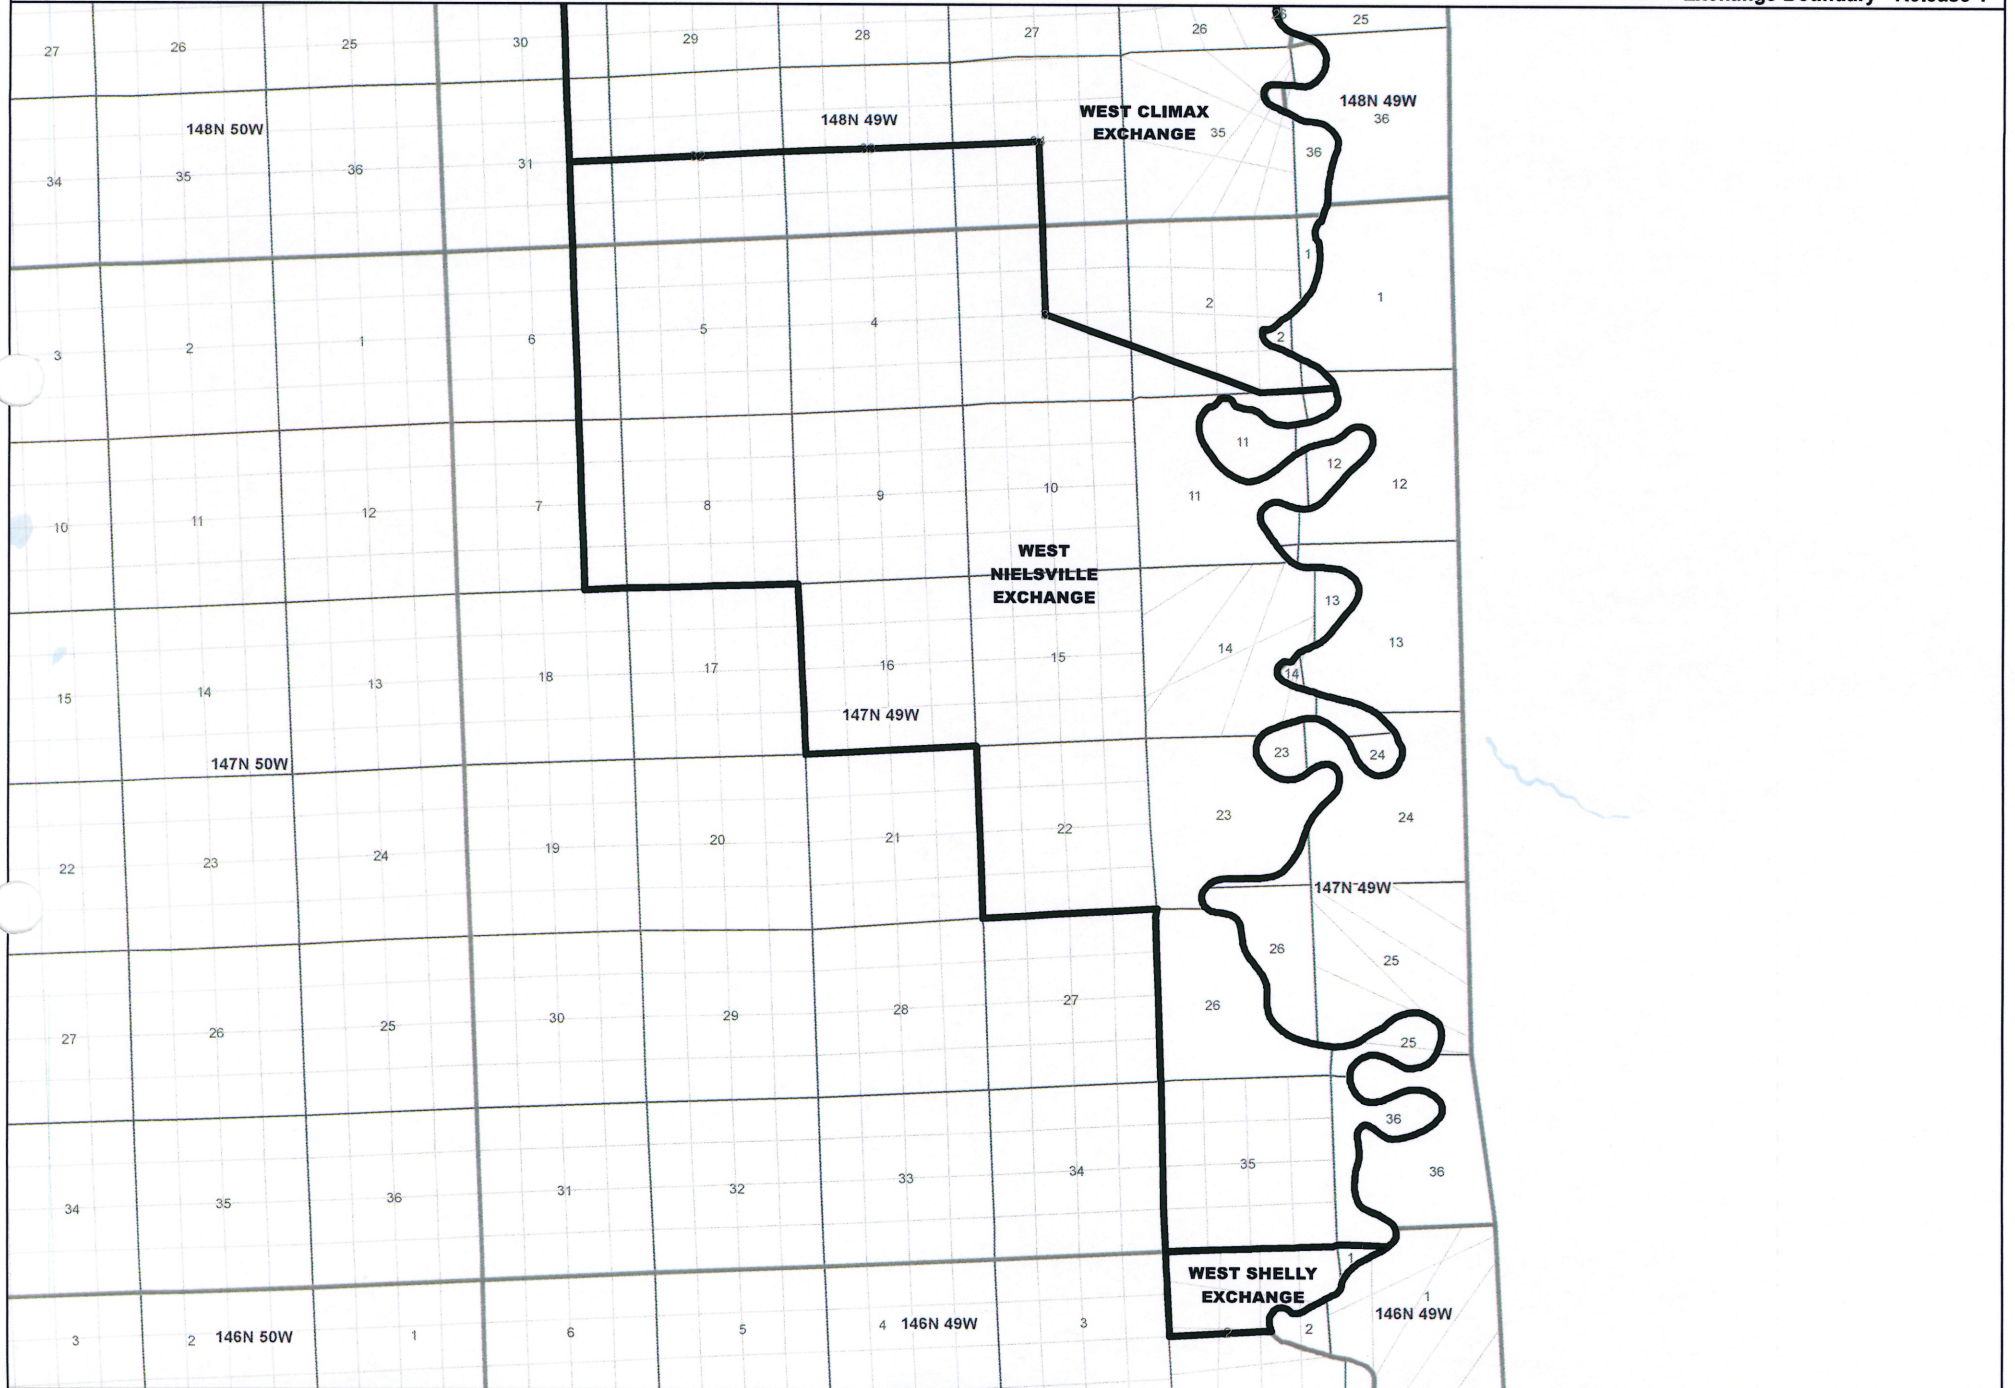 27 26 25 30 29 28 27 26 26 25
148N 50W
148N 49W
WEST CLIMAX
EXCHANGE
148N 49W
36
34 35 36 31 32 33 34 35 36
3 2 1 6 5 4 3 2 1 1
2
10 11 12 7 8 9 10 11 11 12 12
WEST
NIELSVILLE
EXCHANGE
15 14 13 18 17 16 15 14 14 13 13
147N 49W
147N 50W
22 23 24 19 20 21 22 23 23 24 24
147N 49W
27 26 25 30 29 28 27 26 26 25
25
34 35 36 31 32 33 34 35 36 36
WEST SHELLY
EXCHANGE
1
3 2 146N 50W 1 6 5 4 146N 49W 3 2 2 1
146N 49W